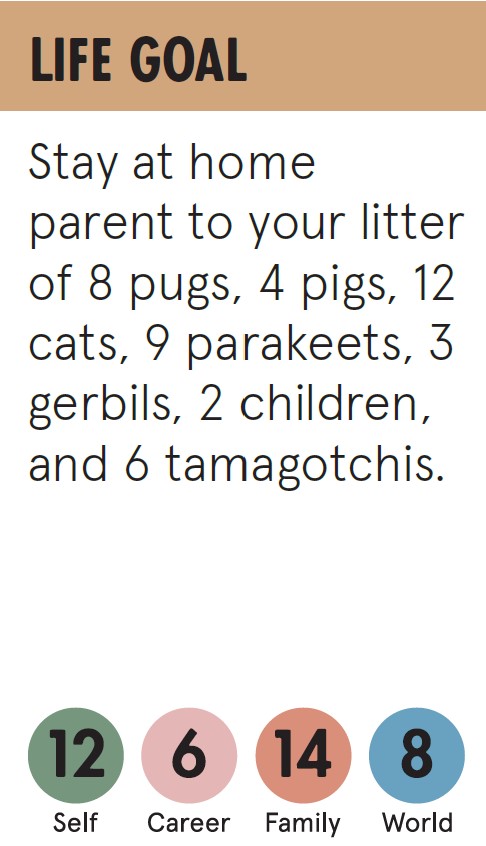 LIFE GOAL
Stay at home
parent to your litter
of 8 pugs, 4 pigs, 12
cats, 9 parakeets, 3
gerbils, 2 children,
and 6 tamagotchis.
12 6 14 8
Self Career Family World